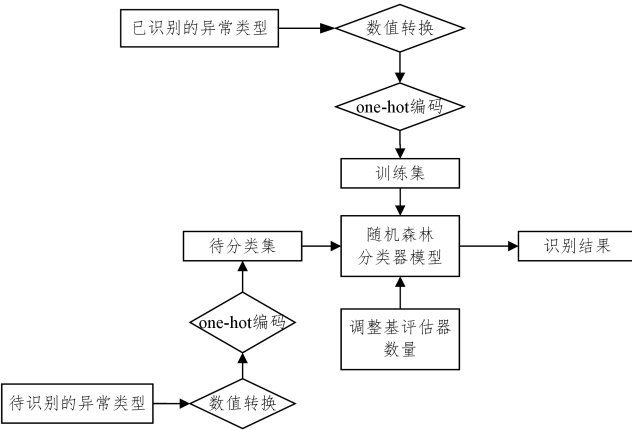 已识别的异常类型
数值转换
one-hot编码
训练集
待分类集
随机森林
分类器模型
识别结果
one-hot编码
调整基评估器
数量
待识别的异常类型
数值转换